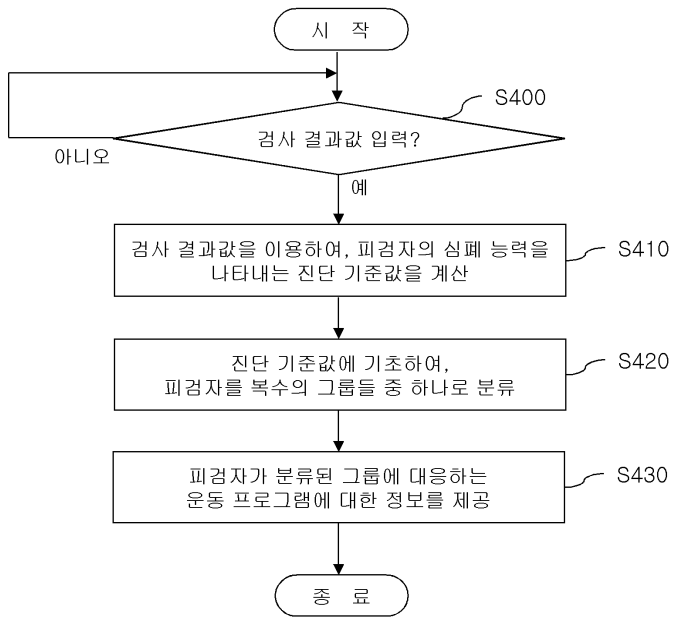 시 작
S400
검사 결과값 입력?
아니오
예
검사 결과값을 이용하여, 피검자의 심폐 능력을
나타내는 진단 기준값을 계산
S410
진단 기준값에 기초하여,
피검자를 복수의 그룹들 중 하나로 분류
S420
피검자가 분류된 그룹에 대응하는
운동 프로그램에 대한 정보를 제공
S430
종 료